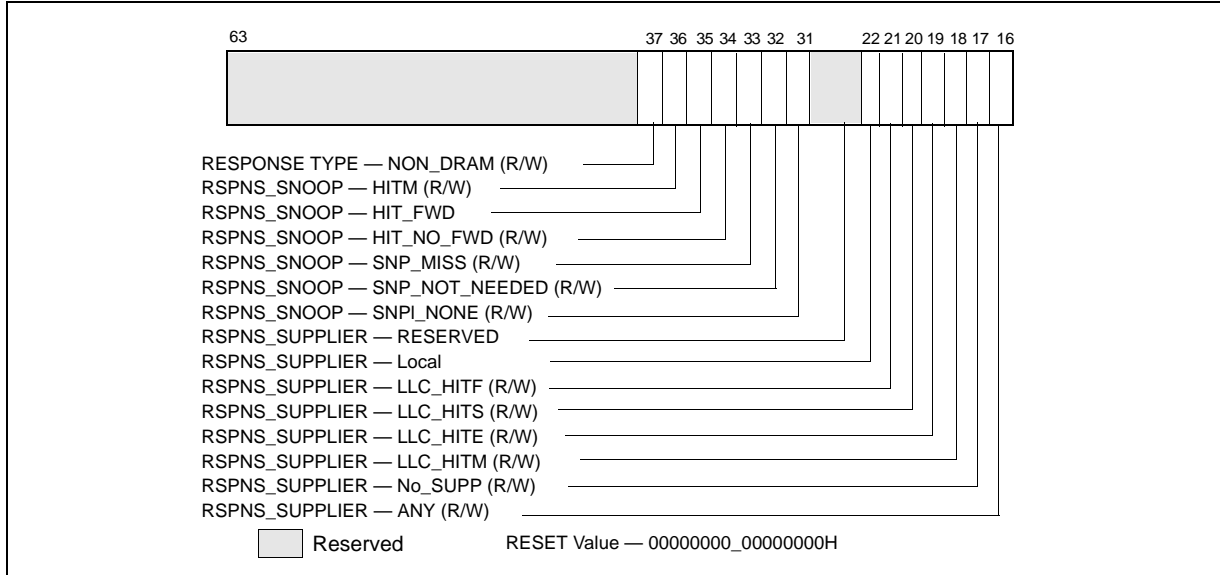 63 37 36 35 34 33 32 31 22 21 20 19 18 17 16
RESPONSE TYPE — NON_DRAM (R/W)
RSPNS_SNOOP — HITM (R/W)
RSPNS_SNOOP — HIT_FWD
RSPNS_SNOOP — HIT_NO_FWD (R/W)
RSPNS_SNOOP — SNP_MISS (R/W)
RSPNS_SNOOP — SNP_NOT_NEEDED (R/W)
RSPNS_SNOOP — SNPl_NONE (R/W)
RSPNS_SUPPLIER — RESERVED
RSPNS_SUPPLIER — Local
RSPNS_SUPPLIER — LLC_HITF (R/W)
RSPNS_SUPPLIER — LLC_HITS (R/W)
RSPNS_SUPPLIER — LLC_HITE (R/W)
RSPNS_SUPPLIER — LLC_HITM (R/W)
RSPNS_SUPPLIER — No_SUPP (R/W)
RSPNS_SUPPLIER — ANY (R/W)
Reserved RESET Value — 00000000_00000000H